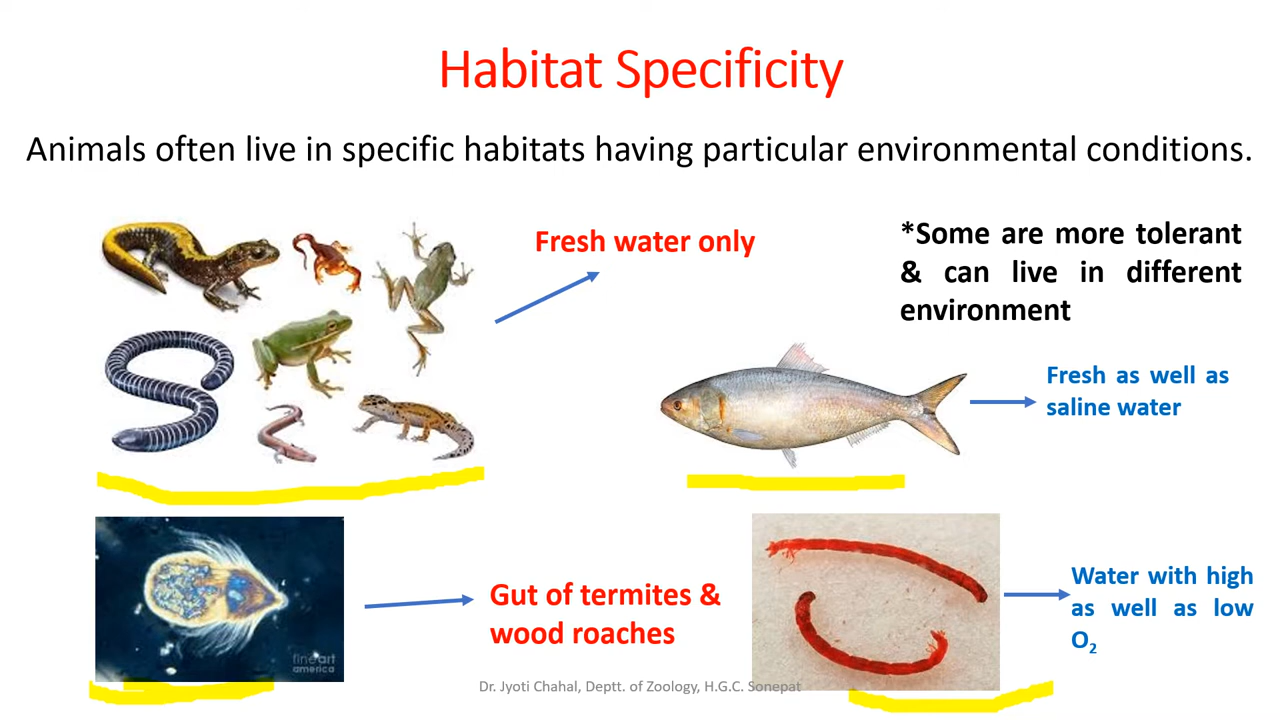 Habitat Specificity
Animals often live in specific habitats having particular environmental conditions.
Fresh water only
*Some are more tolerant
& can live in different
environment
Fresh as well as
saline water
Gut of termites &
wood roaches
Water with high
as well as low
O₂
fineart
america
Dr. Jyoti Chahal, Deptt. of Zoology, H.G.C. Sonepat